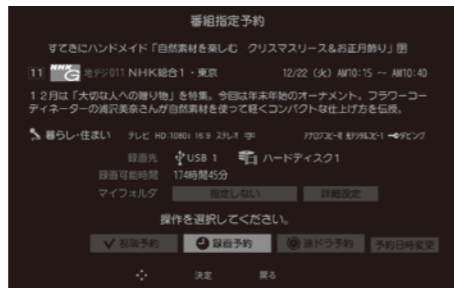 番組指定予約
すてきにハンドメイド「自然素材を楽しむ クリスマスリース&お正月飾り」
11 NHK G 地デジ011 NHK総合1・東京 12/22 (火) AM10:15 ～ AM10:40
12月は「大切な人への贈り物」を特集。今回は年末年始のオーナメント。フラワーコー
ディネーターの浦沢美奈さんが自然素材を使って軽くコンパクトな仕上げ方を伝授。
暮らし・住まい テレビ HD 1080i 16:9 ステレオ 字 ダビング
録画先 USB 1 ハードディスク1
録画可能時間 174時間45分
マイフォルダ 指定しない 詳細設定
操作を選択してください。
視聴予約 録画予約 連ドラ予約 予約日時変更
決定 戻る